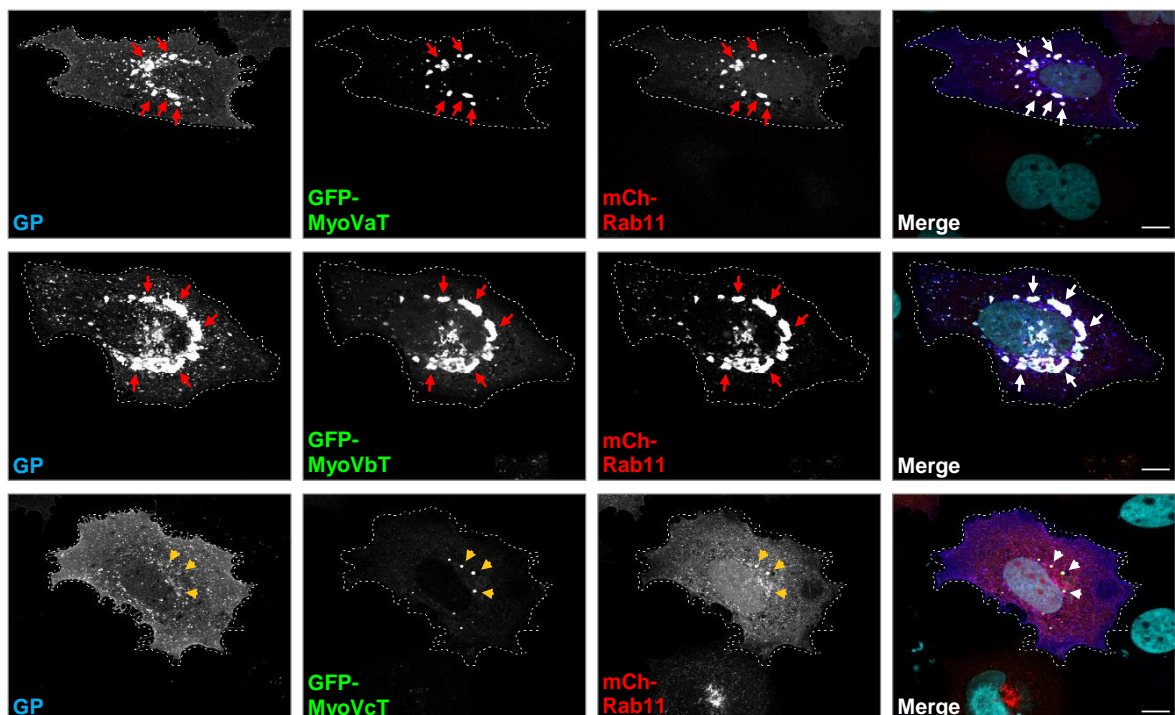 GP
GFP-
MyoVaT
mCh-
Rab11
Merge
GP
GFP-
MyoVbT
mCh-
Rab11
Merge
GP
GFP-
MyoVcT
mCh-
Rab11
Merge